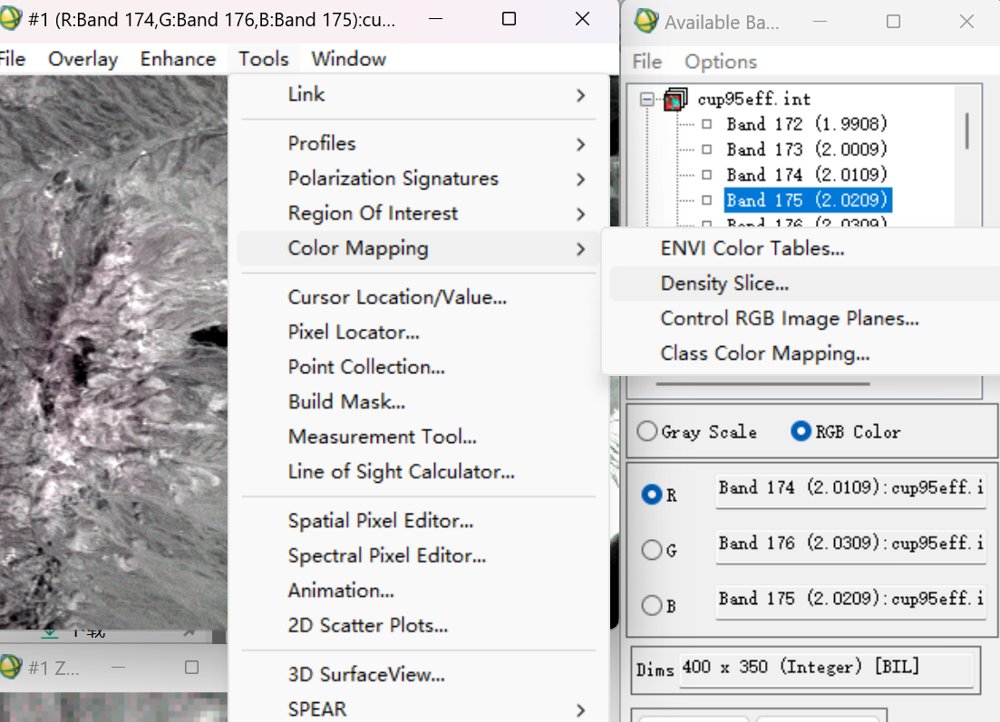 #1 (R:Band 174,G:Band 176,B:Band 175):cu...
File Overlay Enhance Tools Window
Link
Profiles
Polarization Signatures
Region Of Interest
Color Mapping
Cursor Location/Value...
Pixel Locator...
Point Collection...
Build Mask...
Measurement Tool...
Line of Sight Calculator...
Spatial Pixel Editor...
Spectral Pixel Editor...
Animation...
2D Scatter Plots...
3D SurfaceView...
SPEAR
ENVI Color Tables...
Density Slice...
Control RGB Image Planes...
Class Color Mapping...
下载
#1 Z...
Available Ba...
File Options
cup95eff.int
Band 172 (1.9908)
Band 173 (2.0009)
Band 174 (2.0109)
Band 175 (2.0209)
Band 176 (2.0309)
Gray Scale RGB Color
R Band 174 (2.0109):cup95eff.i
G Band 176 (2.0309):cup95eff.i
B Band 175 (2.0209):cup95eff.i
Dims 400 x 350 (Integer) [BIL]